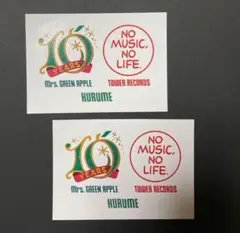 10
YEARS
NO
MUSIC,
NO
LIFE.
Mrs. GREEN APPLE
TOWER RECORDS
KURUME
10
YEARS
NO
MUSIC,
NO
LIFE.
Mrs. GREEN APPLE
TOWER RECORDS
KURUME